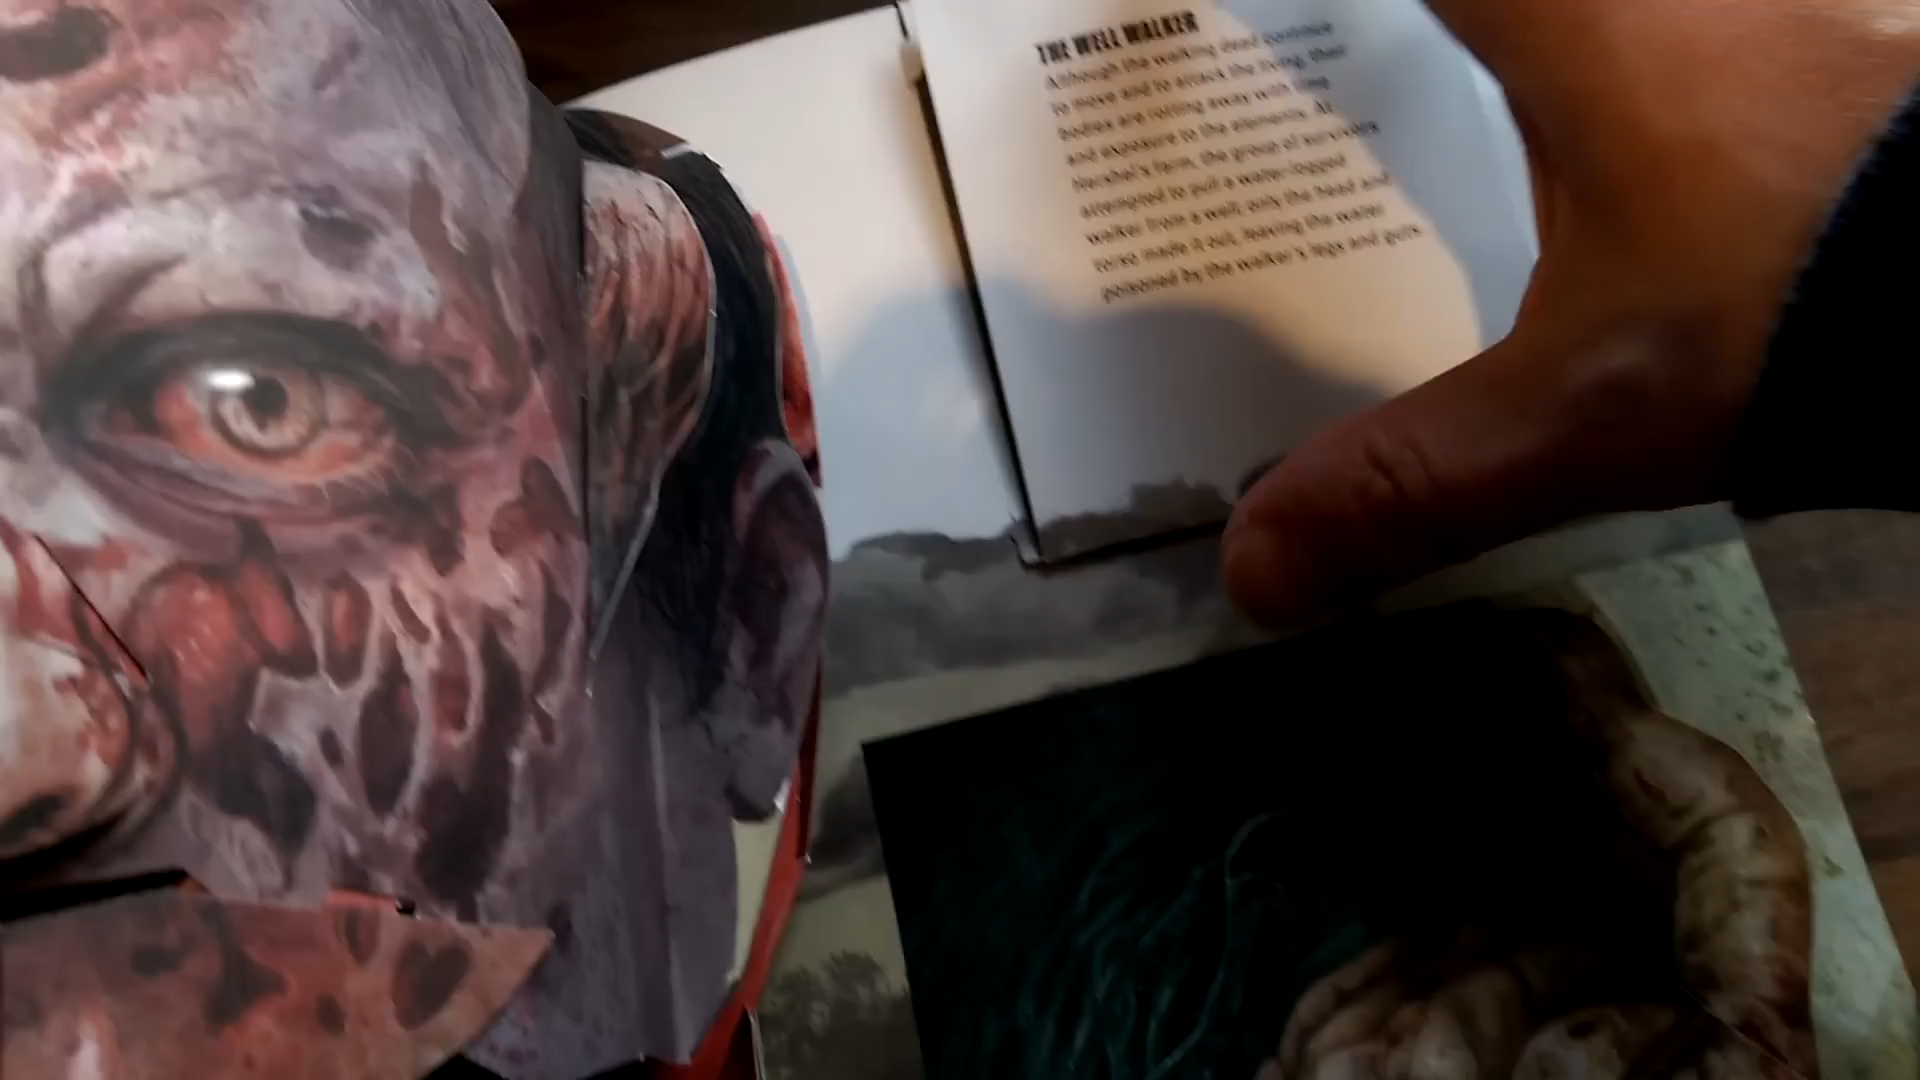 THE WELL WALKER
Although the walking dead continue
to move and to attack the living, their
bodies are rotting away with time
and exposure to the elements. At
Hershel's farm, the group of survivors
attempted to pull a water-logged
walker from a well; only the head and
torso made it out, leaving the water
poisoned by the walker's legs and guts.